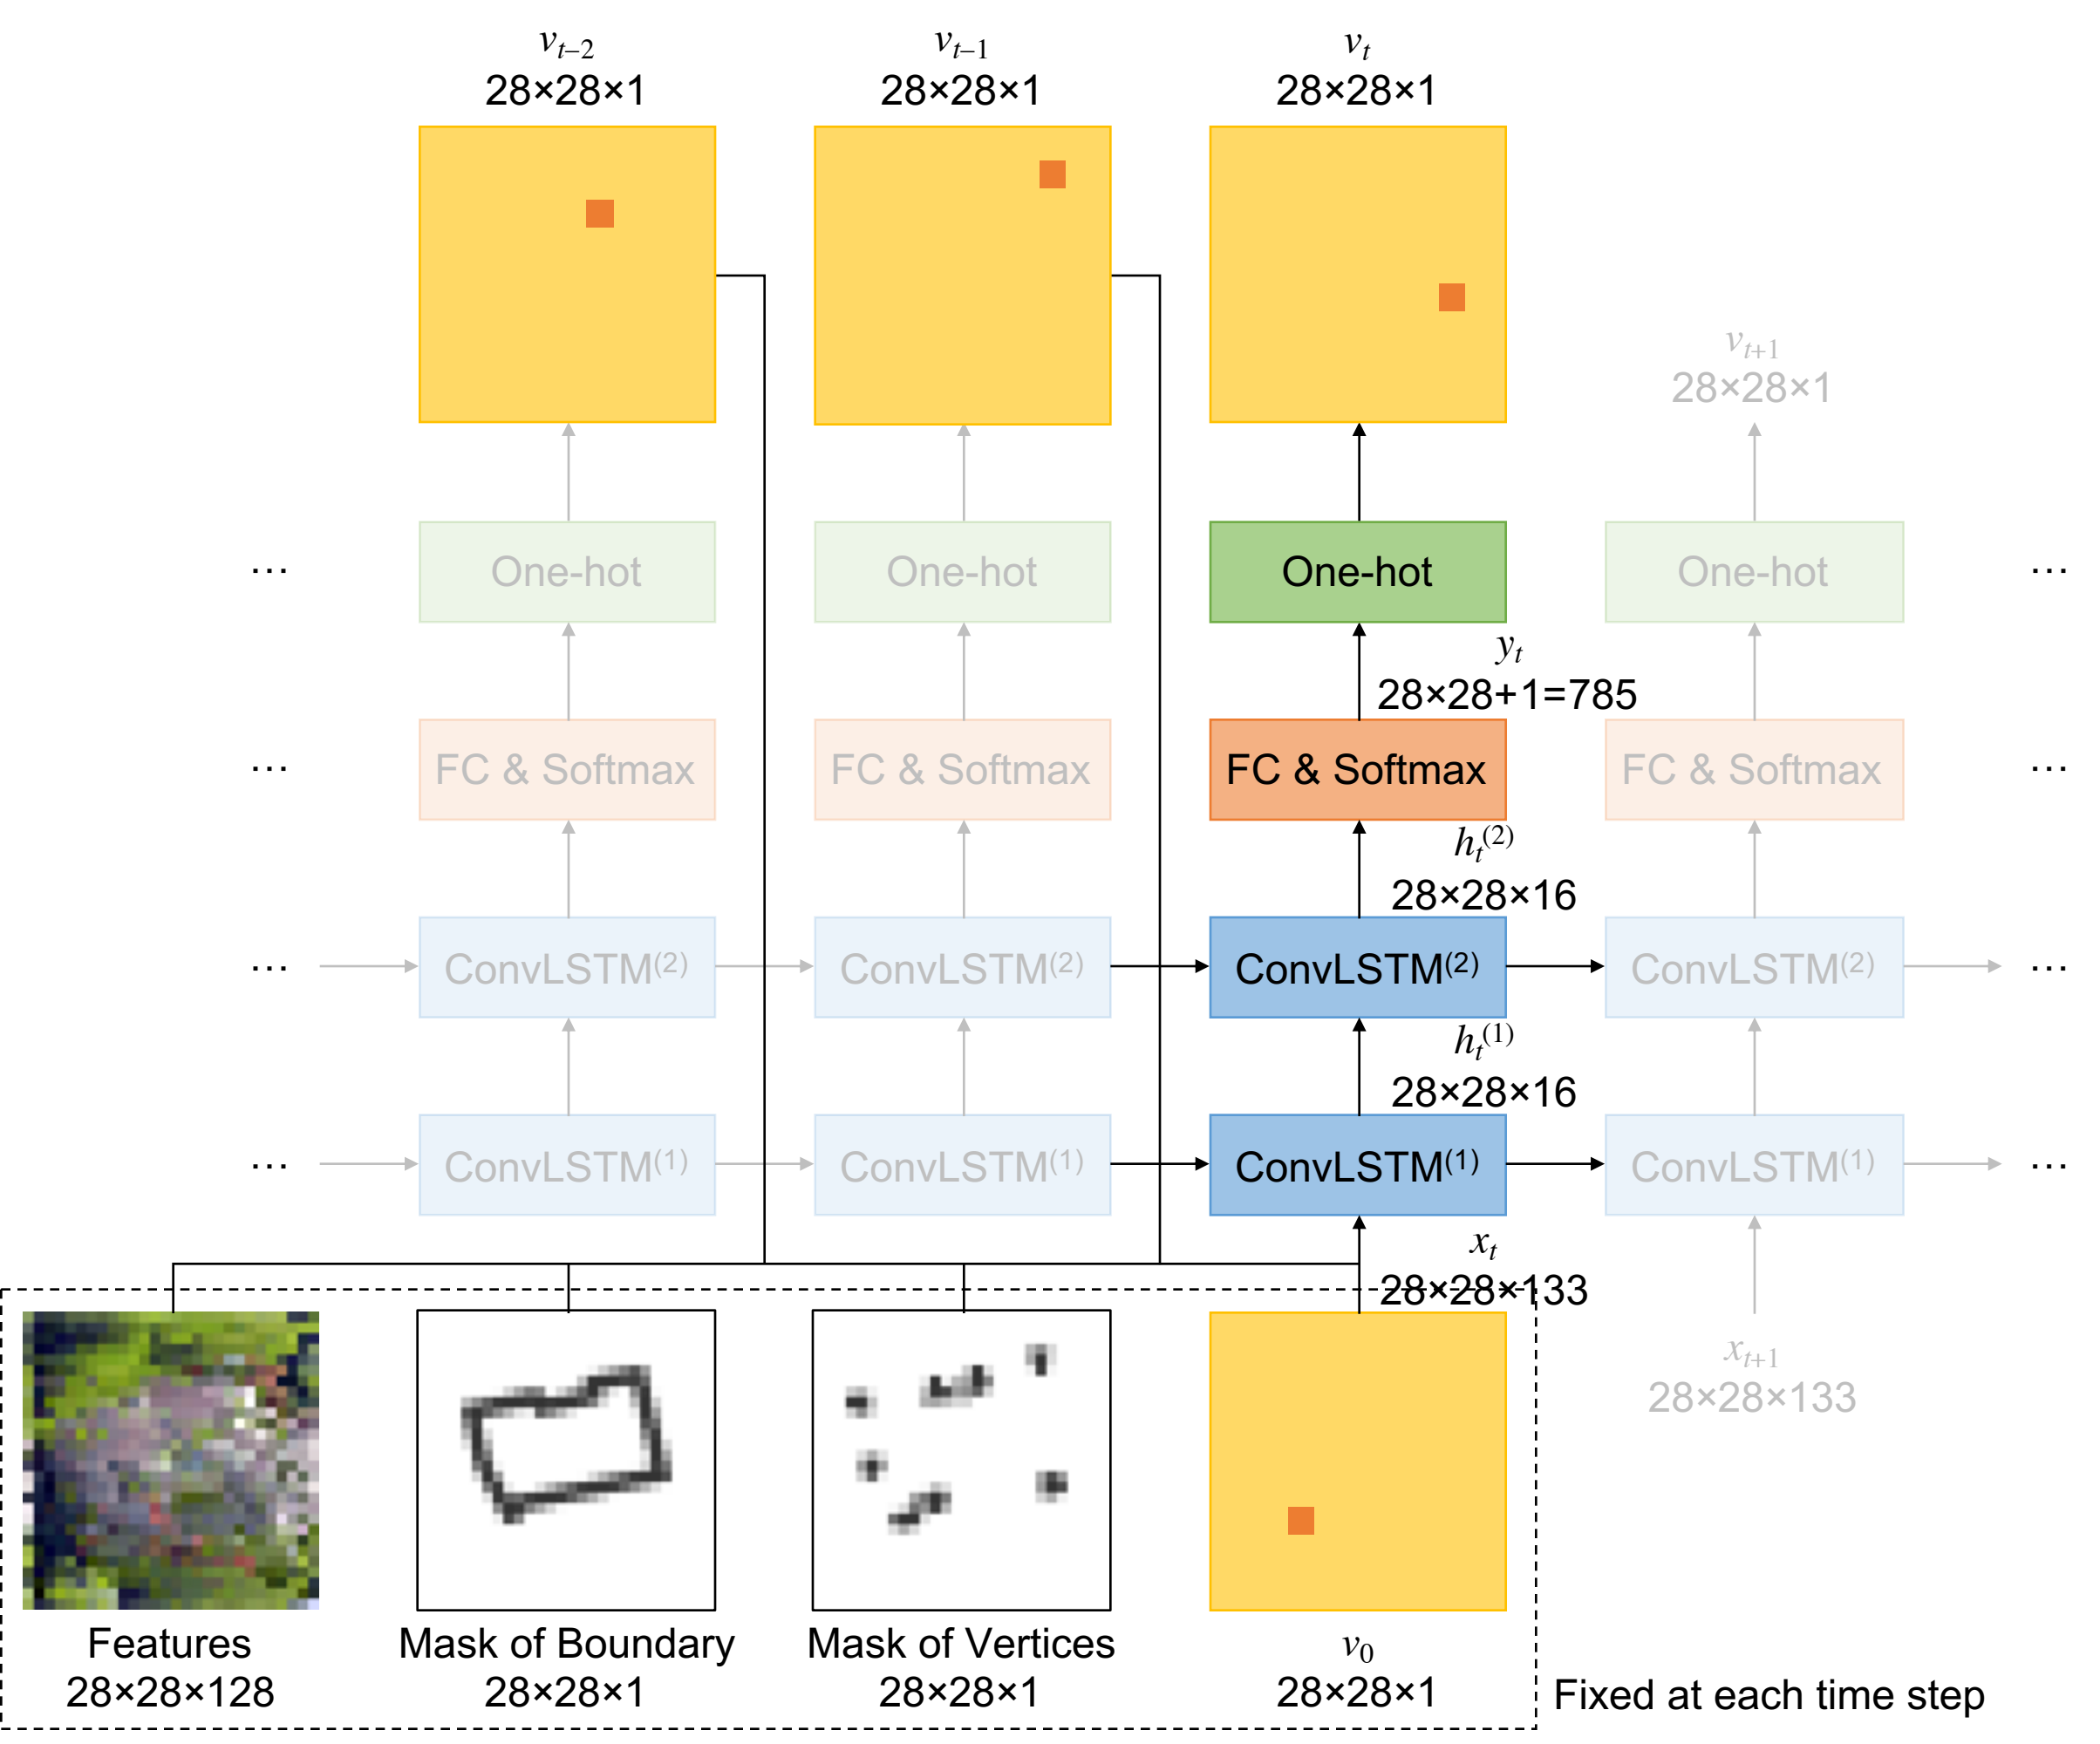 v_{t−2}
28×28×1
v_{t−1}
28×28×1
v_t
28×28×1
v_{t+1}
28×28×1
… One-hot One-hot One-hot One-hot …
y_t
28×28+1=785
… FC & Softmax FC & Softmax FC & Softmax FC & Softmax …
h_t^{(2)}
28×28×16
… ConvLSTM^{(2)} ConvLSTM^{(2)} ConvLSTM^{(2)} ConvLSTM^{(2)} …
h_t^{(1)}
28×28×16
… ConvLSTM^{(1)} ConvLSTM^{(1)} ConvLSTM^{(1)} ConvLSTM^{(1)} …
x_t
28×28×133
x_{t+1}
28×28×133
Features
28×28×128
Mask of Boundary
28×28×1
Mask of Vertices
28×28×1
v_0
28×28×1
Fixed at each time step